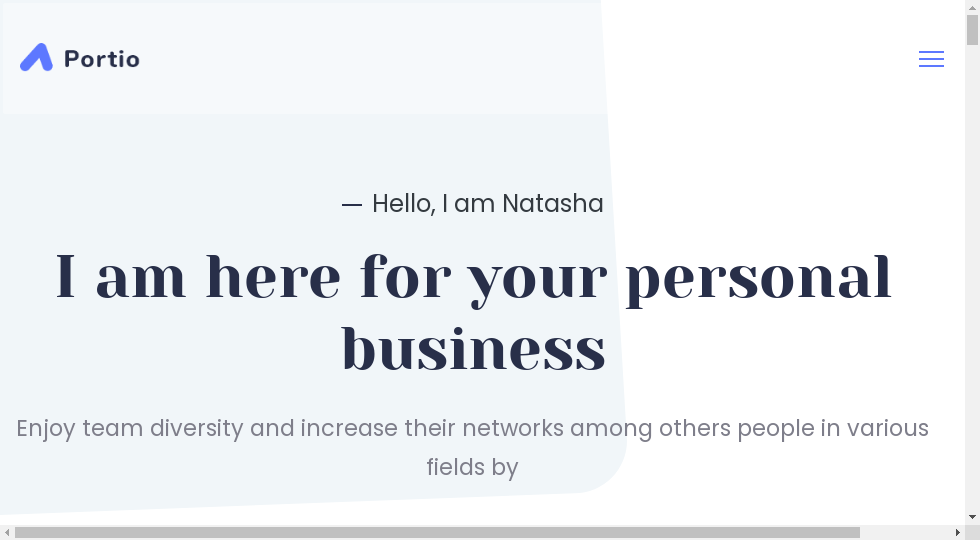 Portio
— Hello, I am Natasha
I am here for your personal
business
Enjoy team diversity and increase their networks among others people in various
fields by